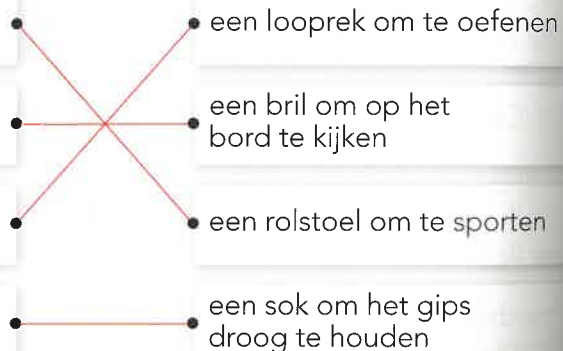 een looprek om te oefenen
een bril om op het
bord te kijken
een rolstoel om te sporten
een sok om het gips
droog te houden